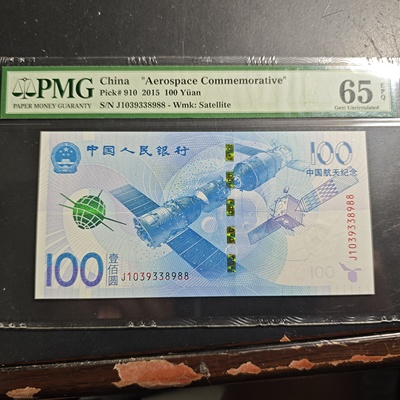 PMG
PAPER MONEY GUARANTY
China "Aerospace Commemorative"
Pick# 910 2015 100 Yüan
S/N J1039338988 - Wmk: Satellite
65
EPQ
Gem Uncirculated
中国人民银行
100
中国航天纪念
100
壹佰圆
J1039338988
J1039338988
100